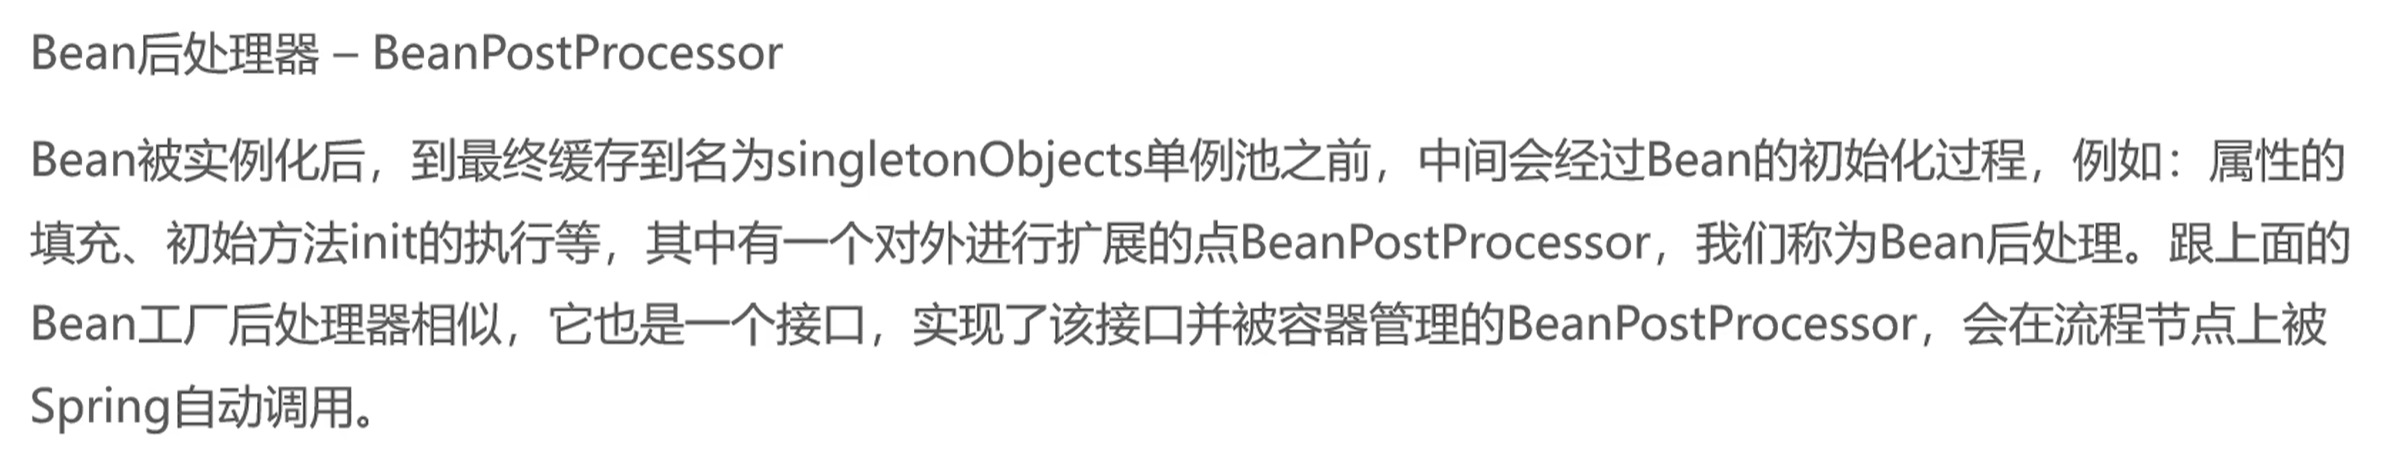 Bean后处理器 – BeanPostProcessor
Bean被实例化后，到最终缓存到名为singletonObjects单例池之前，中间会经过Bean的初始化过程，例如：属性的
填充、初始方法init的执行等，其中有一个对外进行扩展的点BeanPostProcessor，我们称为Bean后处理。跟上面的
Bean工厂后处理器相似，它也是一个接口，实现了该接口并被容器管理的BeanPostProcessor，会在流程节点上被
Spring自动调用。